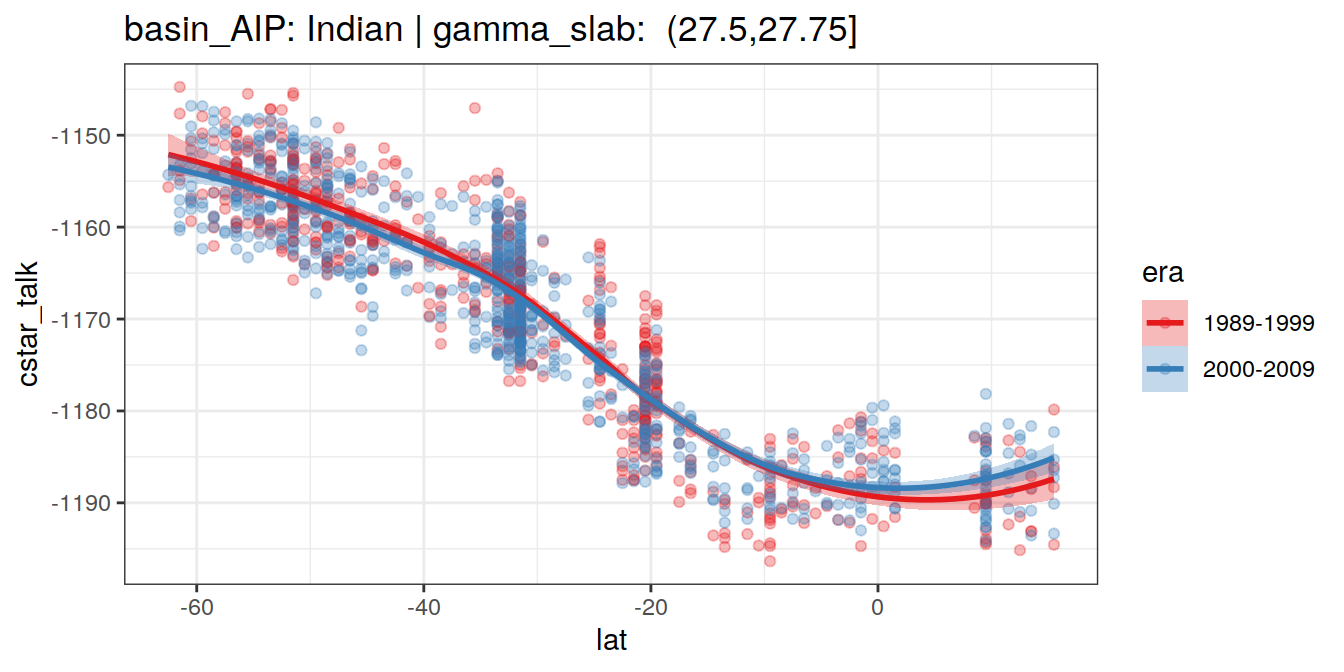 basin_AIP: Indian | gamma_slab:  (27.5,27.75]
cstar_talk
-1150
-1160
-1170
-1180
-1190
-60
-40
-20
0
lat
era
1989-1999
2000-2009